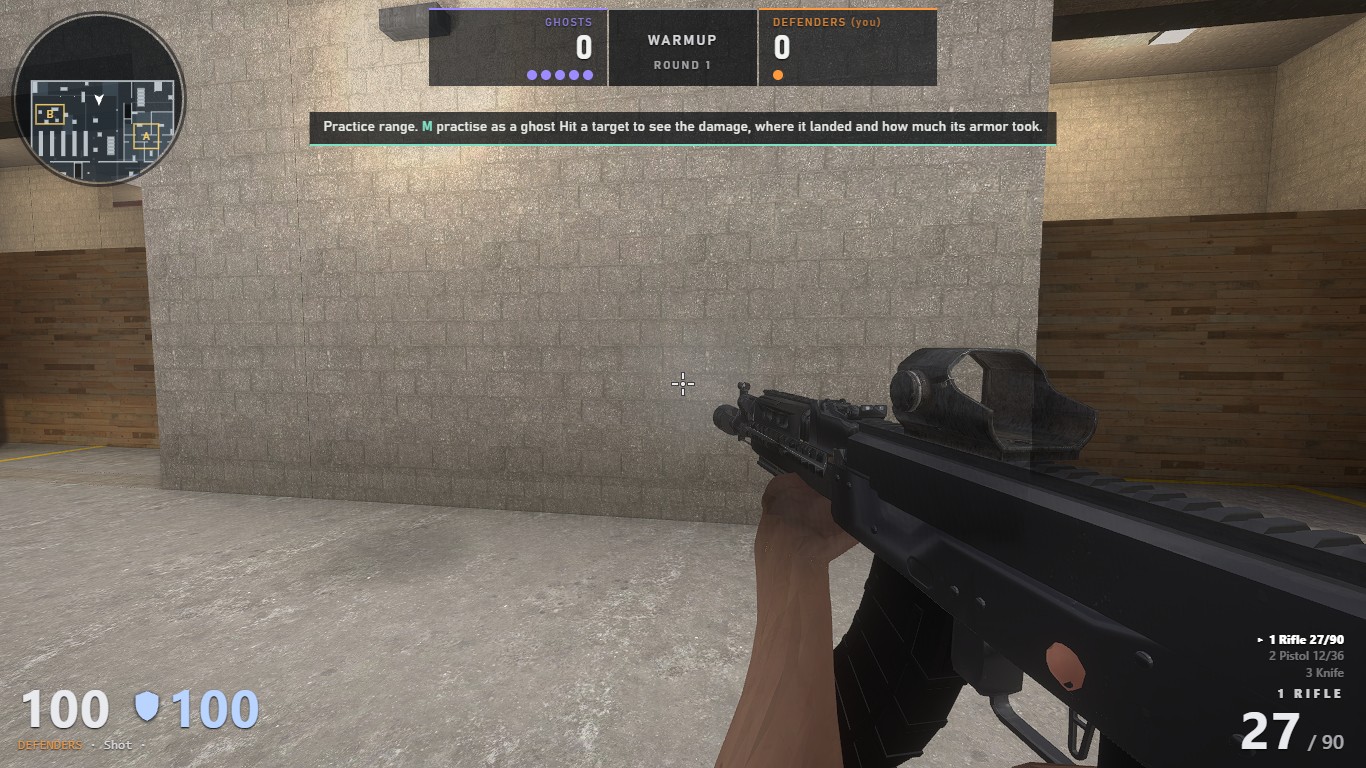 GHOSTS
0
WARMUP
ROUND 1
DEFENDERS (you)
0
B
A
Practice range. M practise as a ghost Hit a target to see the damage, where it landed and how much its armor took.
▸ 1 Rifle 27/90
2 Pistol 12/36
3 Knife
1 RIFLE
27 / 90
100 100
DEFENDERS · Shot ·